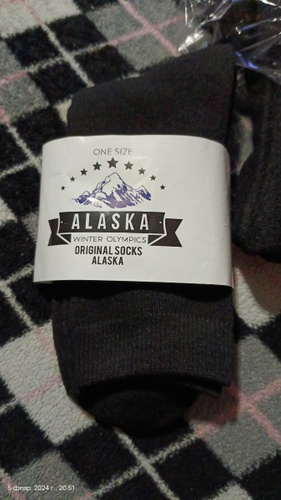 ONE SIZE
ALASKA
WINTER OLYMPICS
ORIGINAL SOCKS
ALASKA
5 февр. 2024 г., 20:51